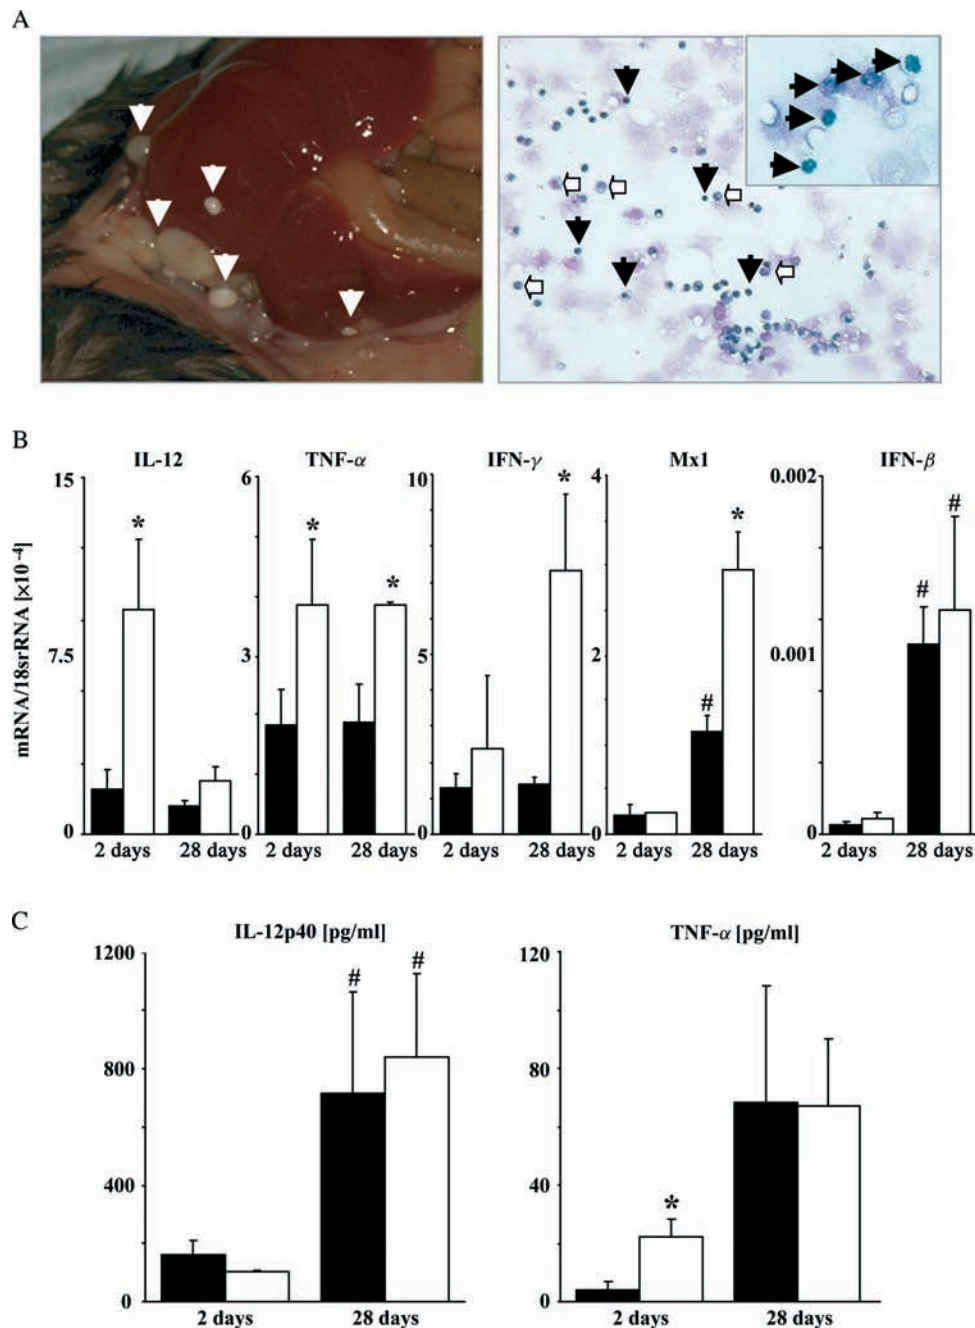 A
B
IL-12 TNF-α IFN-γ Mx1 IFN-β
mRNA/18srRNA [×10⁻⁴]
15 6 10 4 0.002
* * * * * # # #
7.5 3 5 2 0.001
0 0 0 0 0
2 days 28 days 2 days 28 days 2 days 28 days 2 days 28 days 2 days 28 days
C
IL-12p40 [pg/ml] TNF-α [pg/ml]
1200 120
# # *
800 80
400 40
0 0
2 days 28 days 2 days 28 days